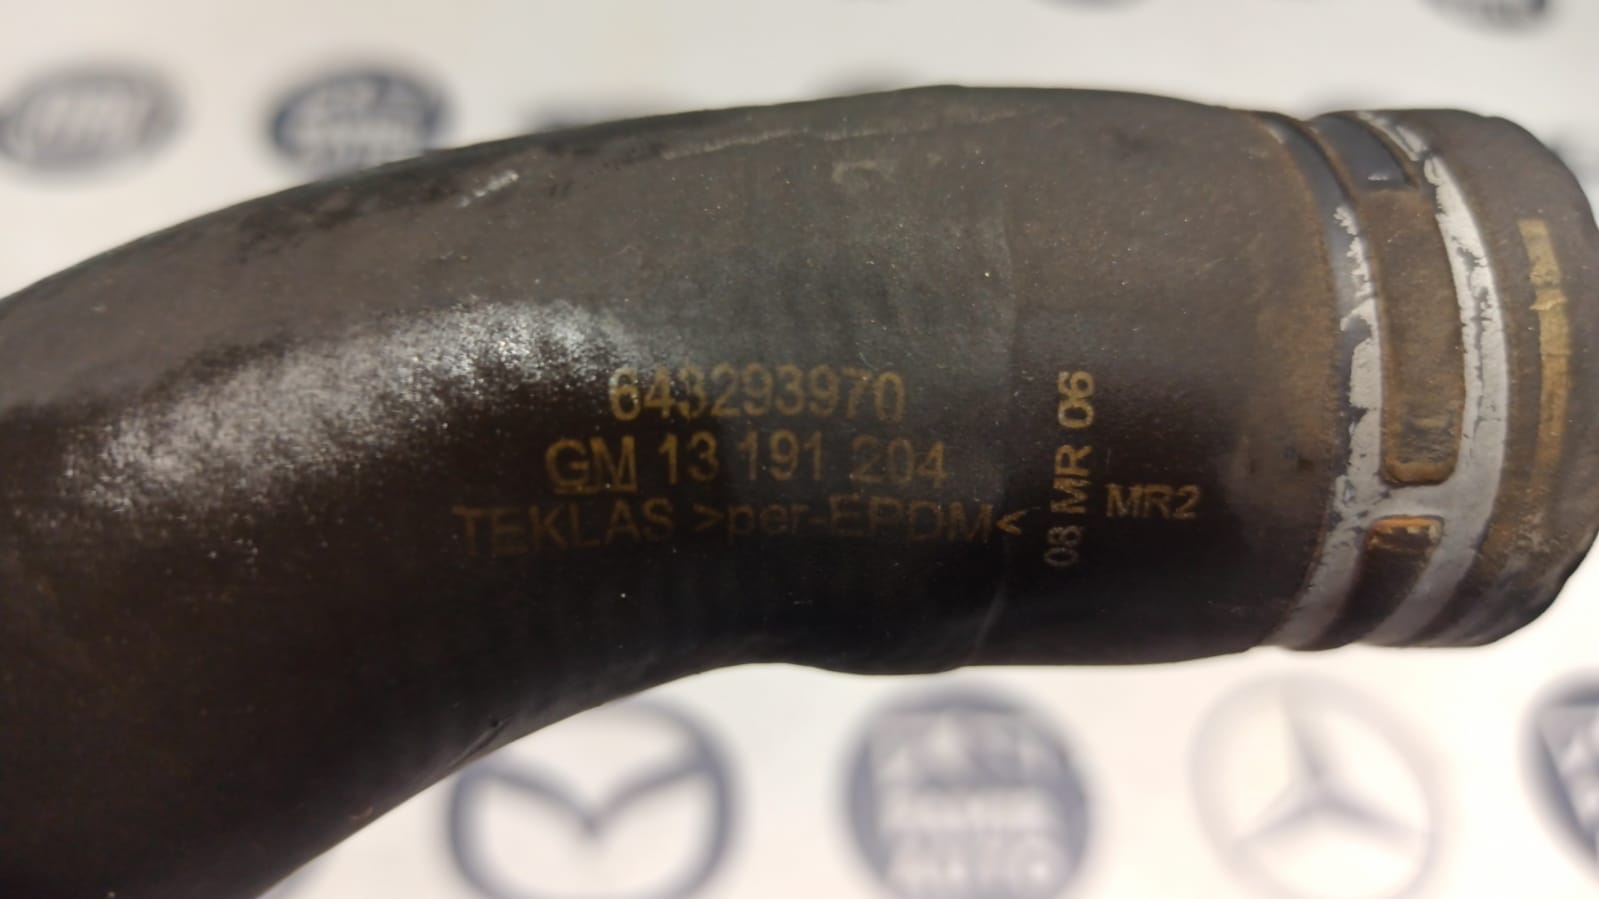 643293970
GM 13 191 204
TEKLAS >per-EPDM<
08 MR 06
MR2